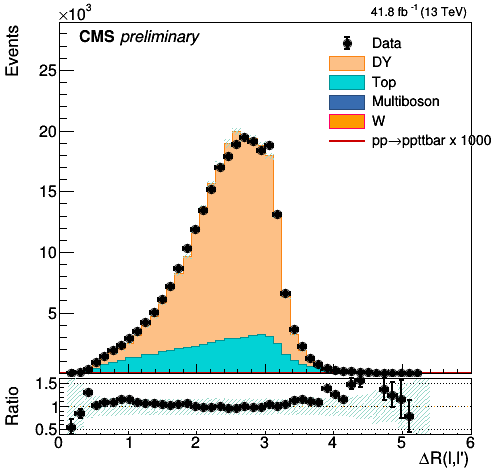 ×10³
41.8 fb⁻¹ (13 TeV)
CMS preliminary
Events
25
20
15
10
5
Data
DY
Top
Multiboson
W
pp→ppttbar x 1000
Ratio
1.5
1
0.5
0 1 2 3 4 5 6
ΔR(l,l')